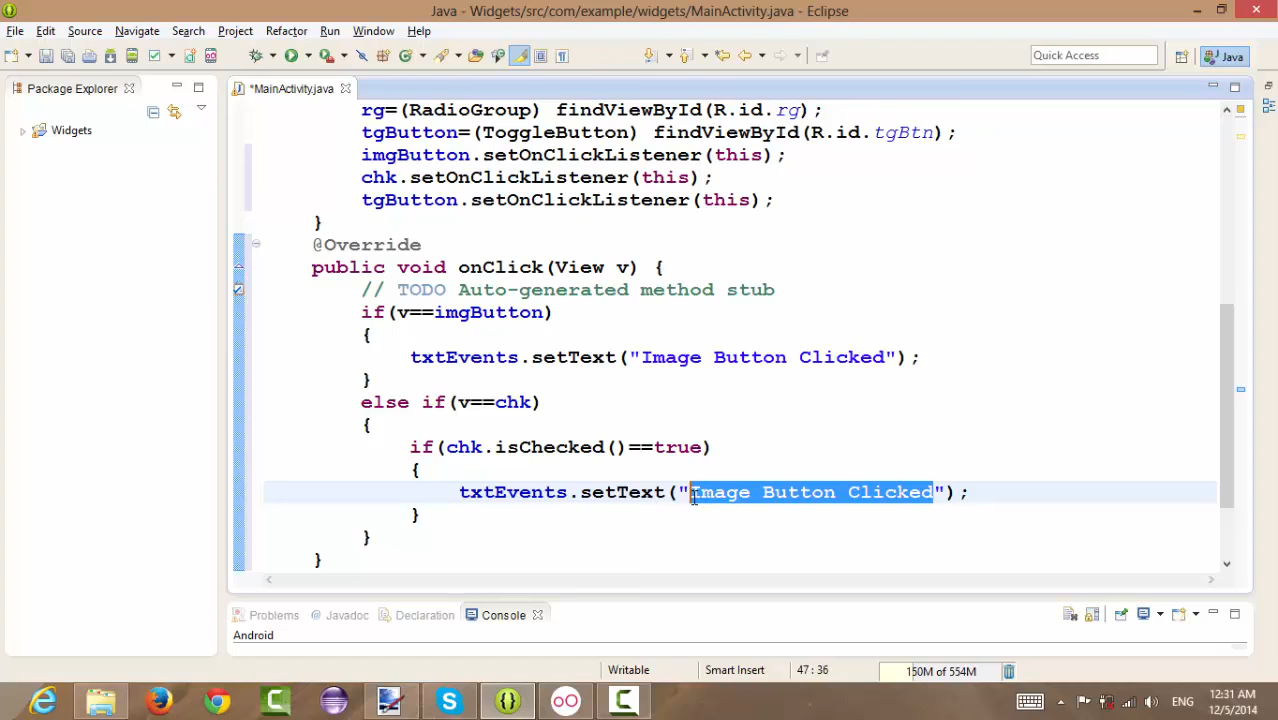 Java - Widgets/src/com/example/widgets/MainActivity.java - Eclipse
File Edit Source Navigate Search Project Refactor Run Window Help
Quick Access
Java
Package Explorer
*MainActivity.java
Widgets
rg=(RadioGroup) findViewById(R.id.rg);
tgButton=(ToggleButton) findViewById(R.id.tgBtn);
imgButton.setOnClickListener(this);
chk.setOnClickListener(this);
tgButton.setOnClickListener(this);
}
@Override
public void onClick(View v) {
// TODO Auto-generated method stub
if(v==imgButton)
{
txtEvents.setText("Image Button Clicked");
}
else if(v==chk)
{
if(chk.isChecked()==true)
{
txtEvents.setText("Image Button Clicked");
}
}
}
Problems @ Javadoc Declaration Console
Android
Writable Smart Insert 47 : 36 150M of 554M
ENG
12:31 AM
12/5/2014